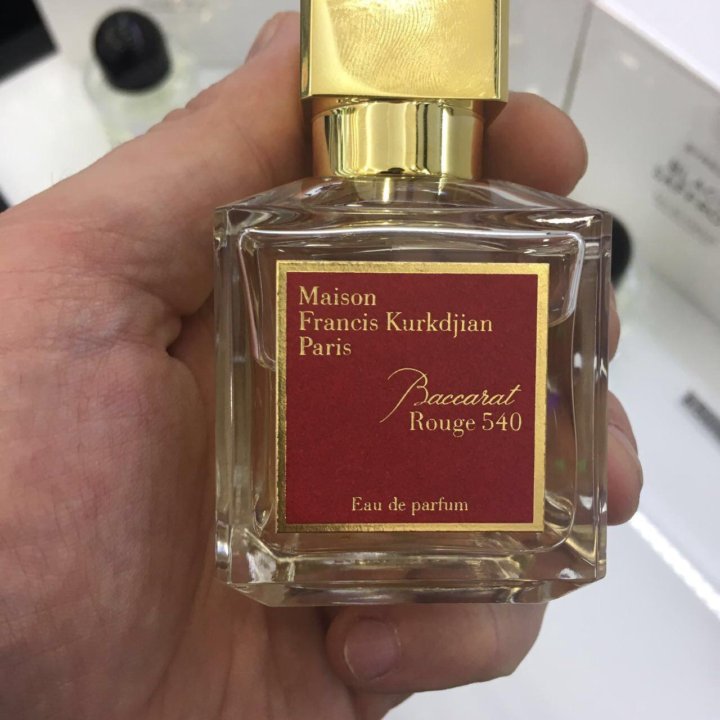 Maison
Francis Kurkdjian
Paris
Baccarat
Rouge 540
Eau de parfum